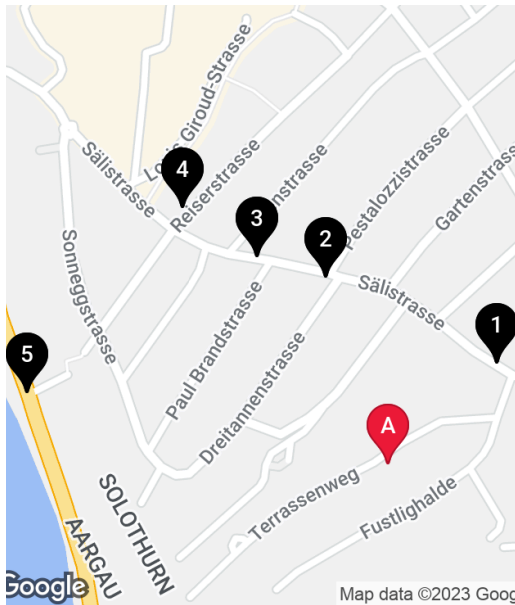 Louis Giroud-Strasse
Sälistrasse
4
Reiserstrasse
3
nstrasse
2
Pestalozzistrasse
Gartenstrasse
Sonneggstrasse
Sälistrasse
1
5
Paul Brandstrasse
Dreitannenstrasse
A
Terrassenweg
Fustlighalde
SOLOTHURN
AARGAU
Google
Map data ©2023 Goog